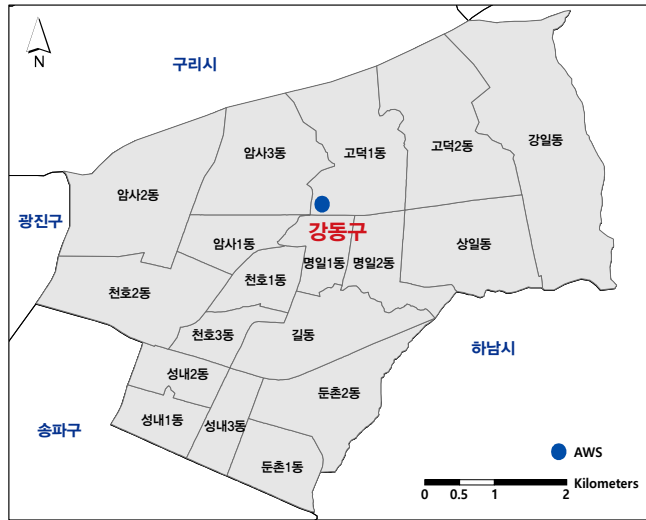 N
구리시
암사3동
고덕1동
고덕2동
강일동
암사2동
광진구
강동구
암사1동
상일동
명일1동
명일2동
천호1동
천호2동
천호3동
길동
하남시
성내2동
둔촌2동
성내1동
성내3동
송파구
둔촌1동
AWS
Kilometers
0 0.5 1 2